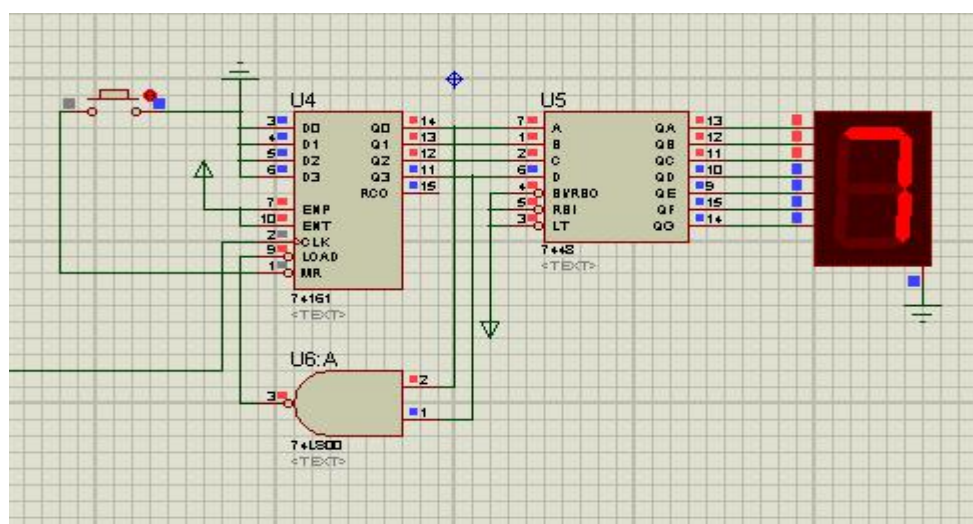 U4
3 D0 Q0 14
4 D1 Q1 13
5 D2 Q2 12
6 D3 Q3 11
RCO 15
7 ENP
10 ENT
2 CLK
9 LOAD
1 MR
74161
<TEXT>
U5
7 A QA 13
1 B QB 12
2 C QC 11
6 D QD 10
4 BI/RBO QE 9
5 RBI QF 15
3 LT QG 14
7448
<TEXT>
7
U6:A
2
3
1
74LS00
<TEXT>